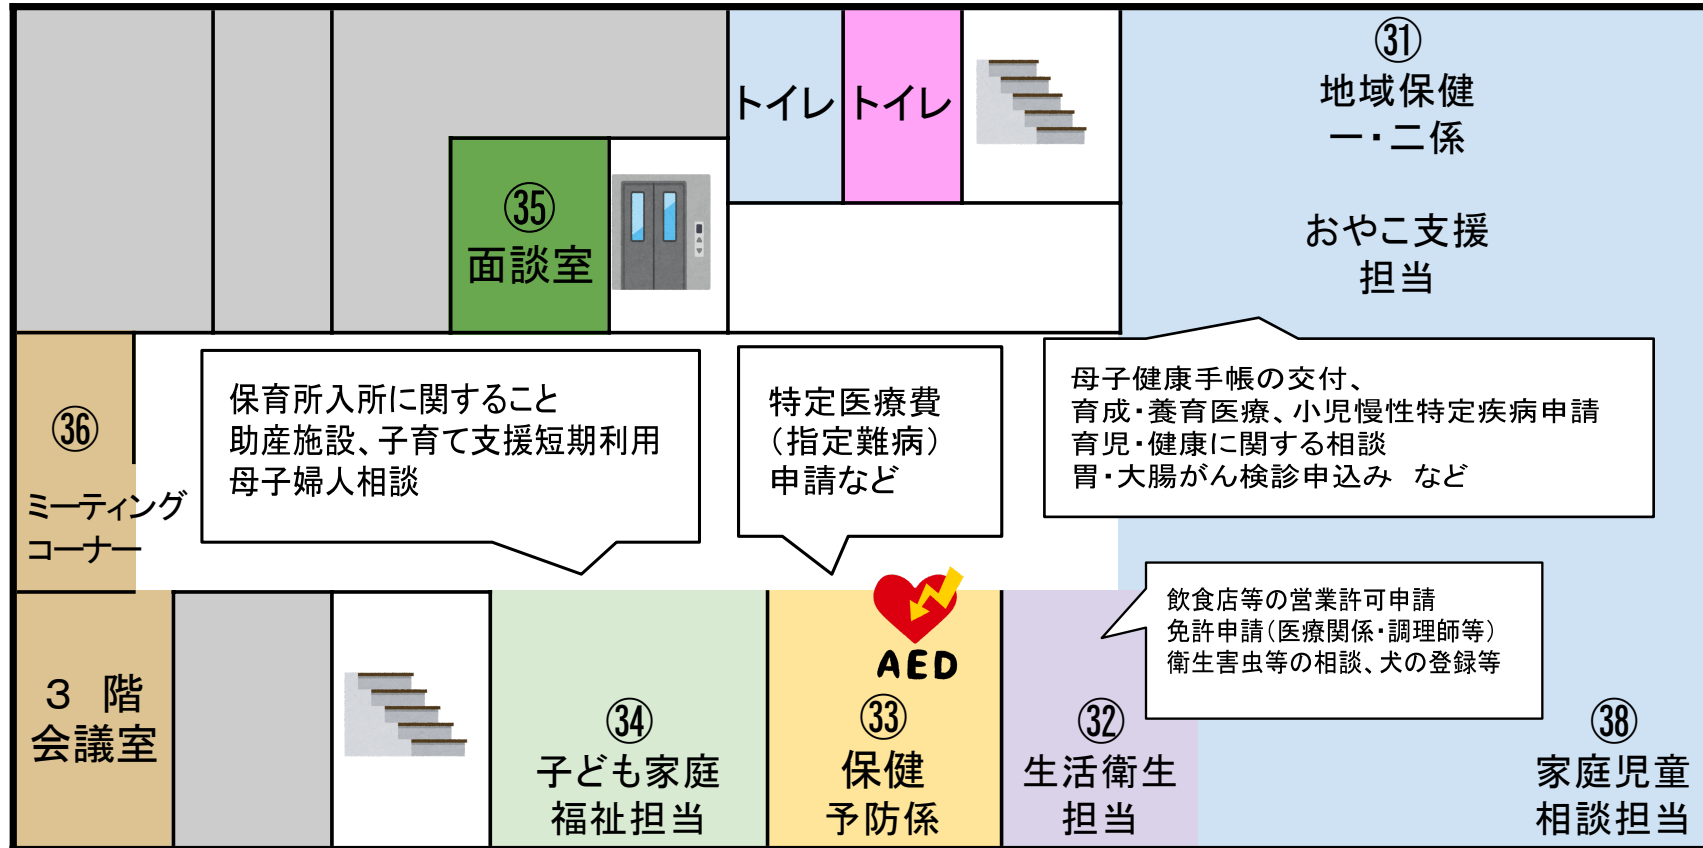 トイレ
トイレ
㉛
地域保健
一・二係
おやこ支援
担当
㉟
面談室
㊱
ミーティング
コーナー
保育所入所に関すること
助産施設、子育て支援短期利用
母子婦人相談
特定医療費
（指定難病）
申請など
母子健康手帳の交付、
育成・養育医療、小児慢性特定疾病申請
育児・健康に関する相談
胃・大腸がん検診申込み　など
飲食店等の営業許可申請
免許申請（医療関係・調理師等）
衛生害虫等の相談、犬の登録等
３　階
会議室
㉞
子ども家庭
福祉担当
AED
㉝
保健
予防係
㉜
生活衛生
担当
㊳
家庭児童
相談担当